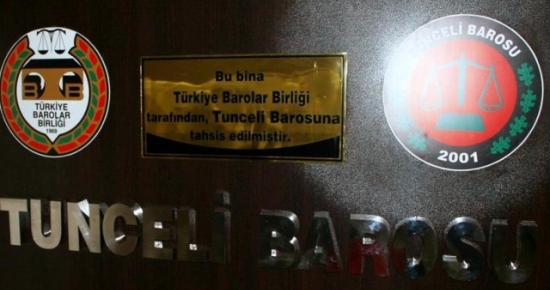 TÜRKİYE
BAROLAR
BİRLİĞİ
1969
Bu bina
Türkiye Barolar Birliği
tarafından, Tunceli Barosuna
tahsis edilmiştir.
TUNCELİ BAROSU
2001
TUNCELİ BAROSU